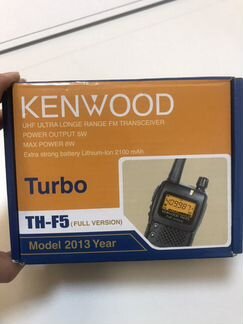 KENWOOD
UHF ULTRA LONGE RANGE FM TRANSCEIVER
POWER OUTPUT 5W
MAX POWER 8W
Extra strong battery Lithium-Ion 2100 mAh
Turbo
TH-F5 (FULL VERSION)
Model 2013 Year